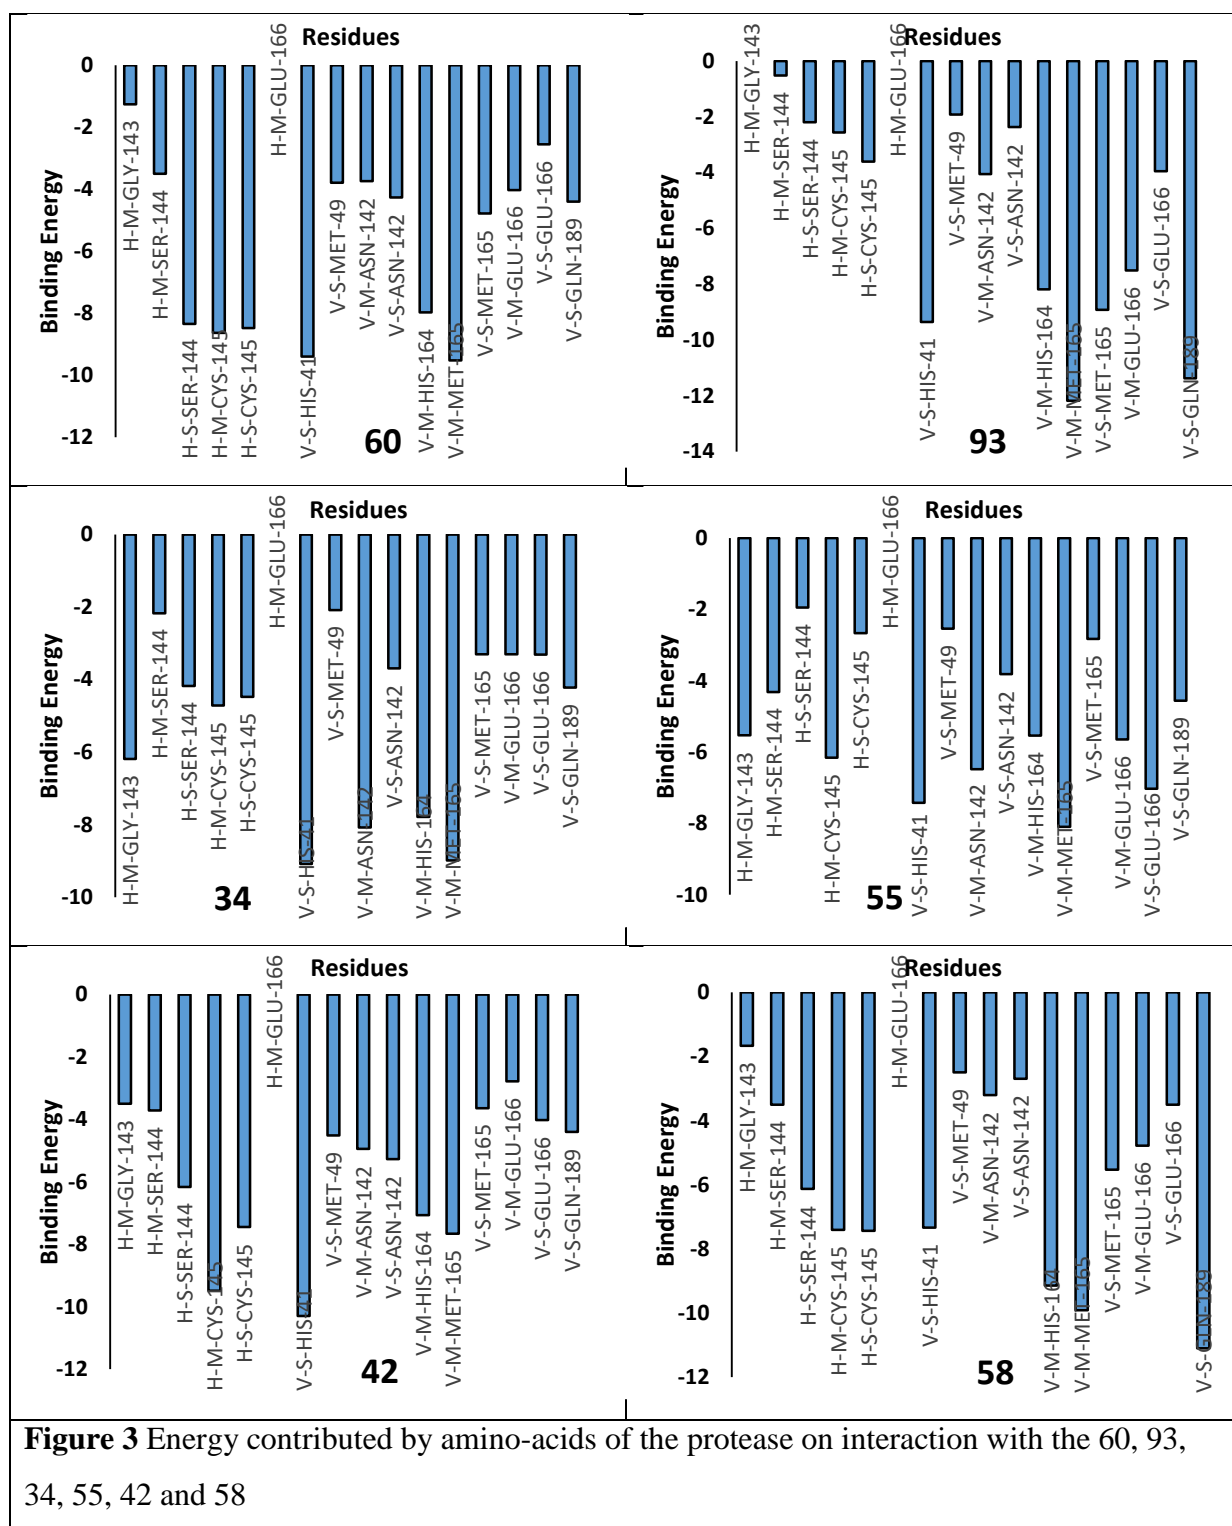 Residues
Binding Energy
0
-2
-4
-6
-8
-10
-12
H-M-GLY-143
H-M-SER-144
H-S-SER-144
H-M-CYS-145
H-S-CYS-145
H-M-GLU-166
V-S-HIS-41
V-S-MET-49
V-M-ASN-142
V-S-ASN-142
V-M-HIS-164
V-M-MET-165
V-S-MET-165
V-M-GLU-166
V-S-GLU-166
V-S-GLN-189
60
Residues
Binding Energy
0
-2
-4
-6
-8
-10
-12
-14
H-M-GLY-143
H-M-SER-144
H-S-SER-144
H-M-CYS-145
H-S-CYS-145
H-M-GLU-166
V-S-HIS-41
V-S-MET-49
V-M-ASN-142
V-S-ASN-142
V-M-HIS-164
V-M-MET-165
V-S-MET-165
V-M-GLU-166
V-S-GLU-166
V-S-GLN-189
93
Residues
Binding Energy
0
-2
-4
-6
-8
-10
H-M-GLY-143
H-M-SER-144
H-S-SER-144
H-M-CYS-145
H-S-CYS-145
H-M-GLU-166
V-S-HIS-41
V-S-MET-49
V-M-ASN-142
V-S-ASN-142
V-M-HIS-164
V-M-MET-165
V-S-MET-165
V-M-GLU-166
V-S-GLU-166
V-S-GLN-189
34
Residues
Binding Energy
0
-2
-4
-6
-8
-10
H-M-GLY-143
H-M-SER-144
H-S-SER-144
H-M-CYS-145
H-S-CYS-145
H-M-GLU-166
V-S-HIS-41
V-S-MET-49
V-M-ASN-142
V-S-ASN-142
V-M-HIS-164
V-M-MET-165
V-S-MET-165
V-M-GLU-166
V-S-GLU-166
V-S-GLN-189
55
Residues
Binding Energy
0
-2
-4
-6
-8
-10
-12
H-M-GLY-143
H-M-SER-144
H-S-SER-144
H-M-CYS-145
H-S-CYS-145
H-M-GLU-166
V-S-HIS-41
V-S-MET-49
V-M-ASN-142
V-S-ASN-142
V-M-HIS-164
V-M-MET-165
V-S-MET-165
V-M-GLU-166
V-S-GLU-166
V-S-GLN-189
42
Residues
Binding Energy
0
-2
-4
-6
-8
-10
-12
H-M-GLY-143
H-M-SER-144
H-S-SER-144
H-M-CYS-145
H-S-CYS-145
H-M-GLU-166
V-S-HIS-41
V-S-MET-49
V-M-ASN-142
V-S-ASN-142
V-M-HIS-164
V-M-MET-165
V-S-MET-165
V-M-GLU-166
V-S-GLU-166
V-S-GLN-189
58
Figure 3 Energy contributed by amino-acids of the protease on interaction with the 60, 93,
34, 55, 42 and 58